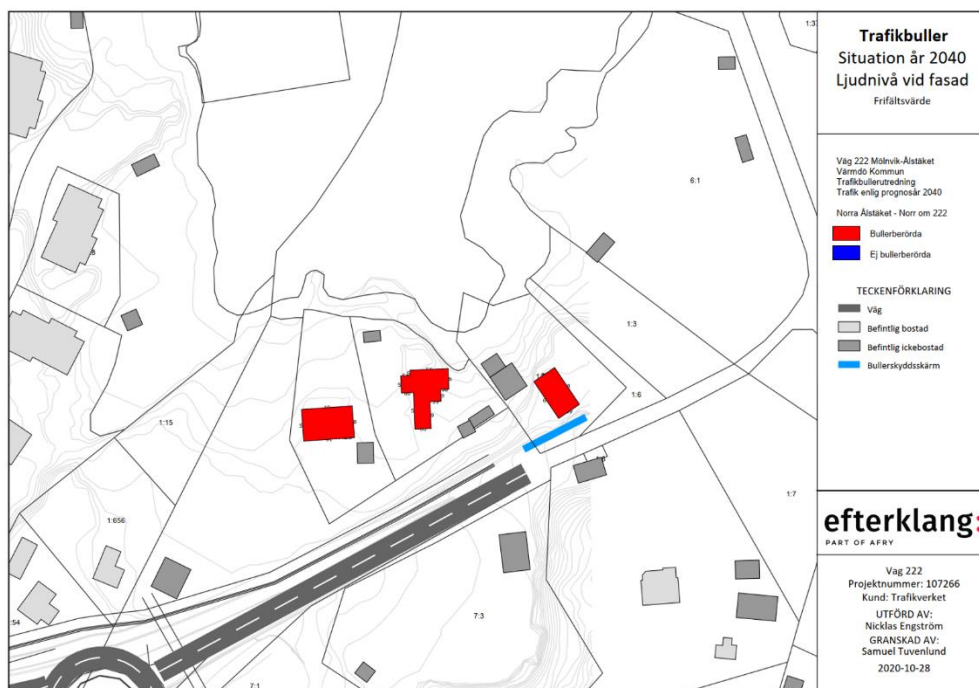 Trafikbuller
Situation år 2040
Ljudnivå vid fasad
Frifältsvärde
Väg 222 Mölnvik-Ålstäket
Värmdö Kommun
Trafikbullerutredning
Trafik enlig prognosår 2040
Norra Ålstäket - Norr om 222
Bullerberörda
Ej bullerberörda
TECKENFÖRKLARING
Väg
Befintlig bostad
Befintlig ickebostad
Bullerskyddsskärm
efterklang:
PART OF AFRY
Vag 222
Projektnummer: 107266
Kund: Trafikverket
UTFÖRD AV:
Nicklas Engström
GRANSKAD AV:
Samuel Tuvenlund
2020-10-28
6:1
1:3
1:6
1:15
1:7
1:656
:54
7:3
7:1